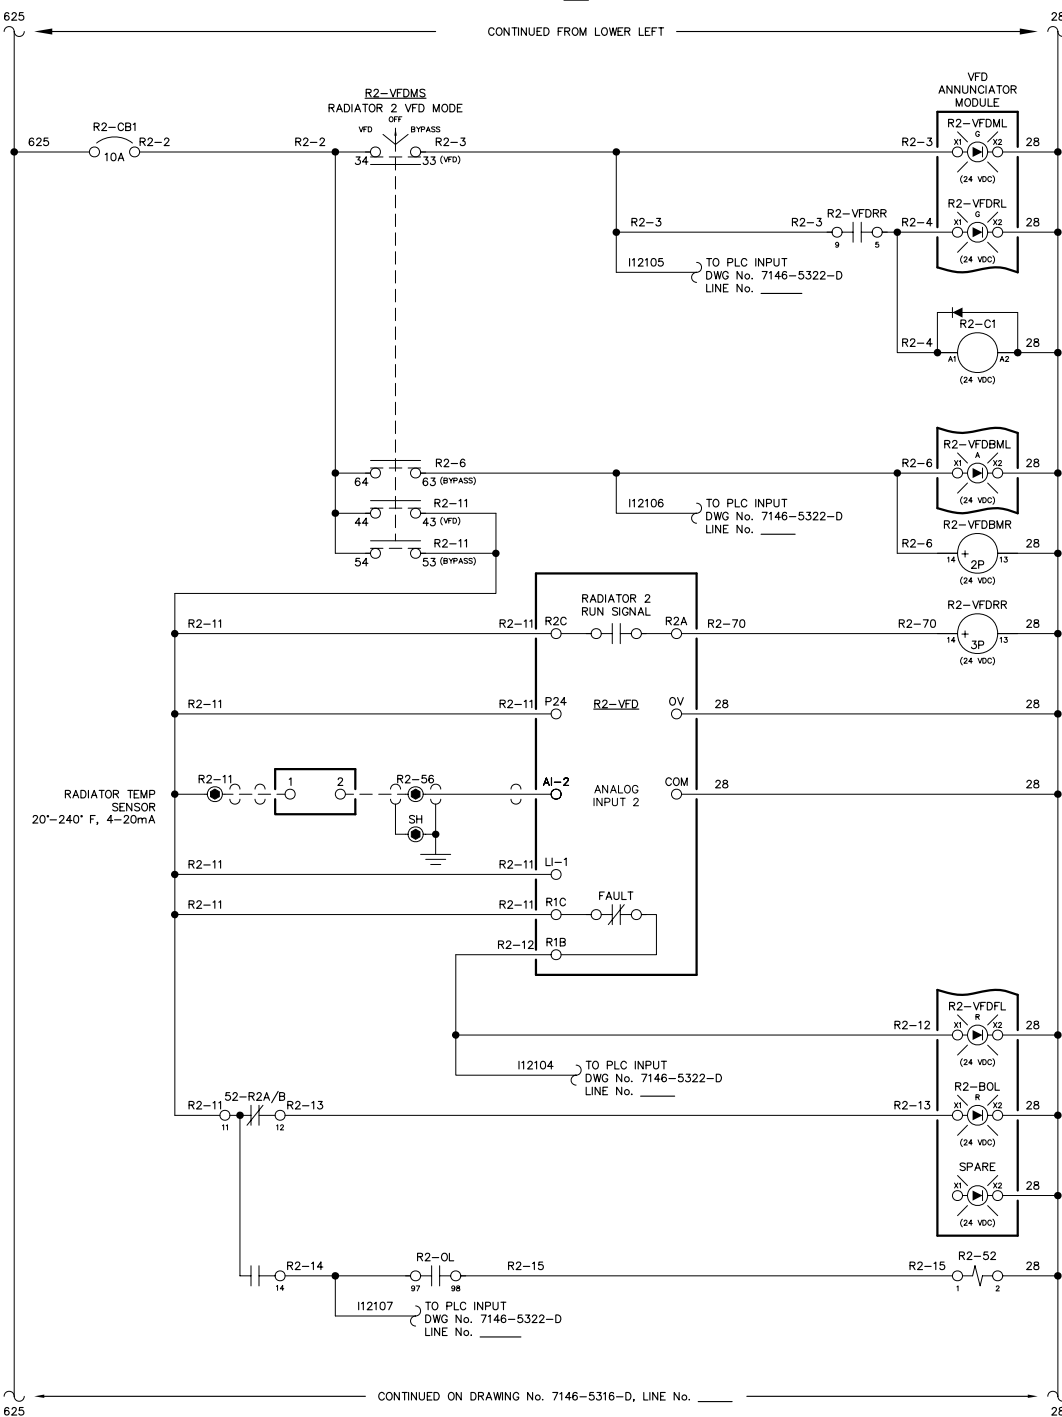 625
28
CONTINUED FROM LOWER LEFT
VFD
ANNUNCIATOR
MODULE
R2-VFDMS
RADIATOR 2 VFD MODE
OFF
VFD
BYPASS
R2-CB1
625
10A
R2-2
R2-2
34
33 (VFD)
R2-3
R2-3
R2-VFDML
G
X1
X2
28
(24 VDC)
R2-3
R2-3
R2-VFDRR
9
5
R2-4
R2-VFDRL
G
X1
X2
28
(24 VDC)
I12105
TO PLC INPUT
DWG No. 7146-5322-D
LINE No.
R2-C1
R2-4
A1
A2
28
(24 VDC)
R2-6
64
63 (BYPASS)
R2-6
R2-VFDBML
A
X1
X2
28
(24 VDC)
R2-11
44
43 (VFD)
I12106
TO PLC INPUT
DWG No. 7146-5322-D
LINE No.
R2-11
54
53 (BYPASS)
R2-VFDBMR
R2-6
14
+
2P
13
28
(24 VDC)
RADIATOR 2
RUN SIGNAL
R2-11
R2-11
R2C
R2A
R2-70
R2-70
R2-VFDRR
14
+
3P
13
28
(24 VDC)
R2-11
R2-11
P24
R2-VFD
OV
28
28
RADIATOR TEMP
SENSOR
20°-240° F, 4-20mA
R2-11
1
2
R2-56
SH
AI-2
ANALOG
INPUT 2
COM
28
28
R2-11
R2-11
LI-1
R2-11
R2-11
R1C
FAULT
R2-12
R1B
R2-12
R2-VFDFL
R
X1
X2
28
(24 VDC)
I12104
TO PLC INPUT
DWG No. 7146-5322-D
LINE No.
R2-11
52-R2A/B
11
12
R2-13
R2-13
R2-BOL
R
X1
X2
28
(24 VDC)
SPARE
X1
X2
28
(24 VDC)
14
R2-14
R2-OL
97
98
R2-15
R2-15
R2-52
1
2
28
I12107
TO PLC INPUT
DWG No. 7146-5322-D
LINE No.
CONTINUED ON DRAWING No. 7146-5316-D, LINE No.
625
28